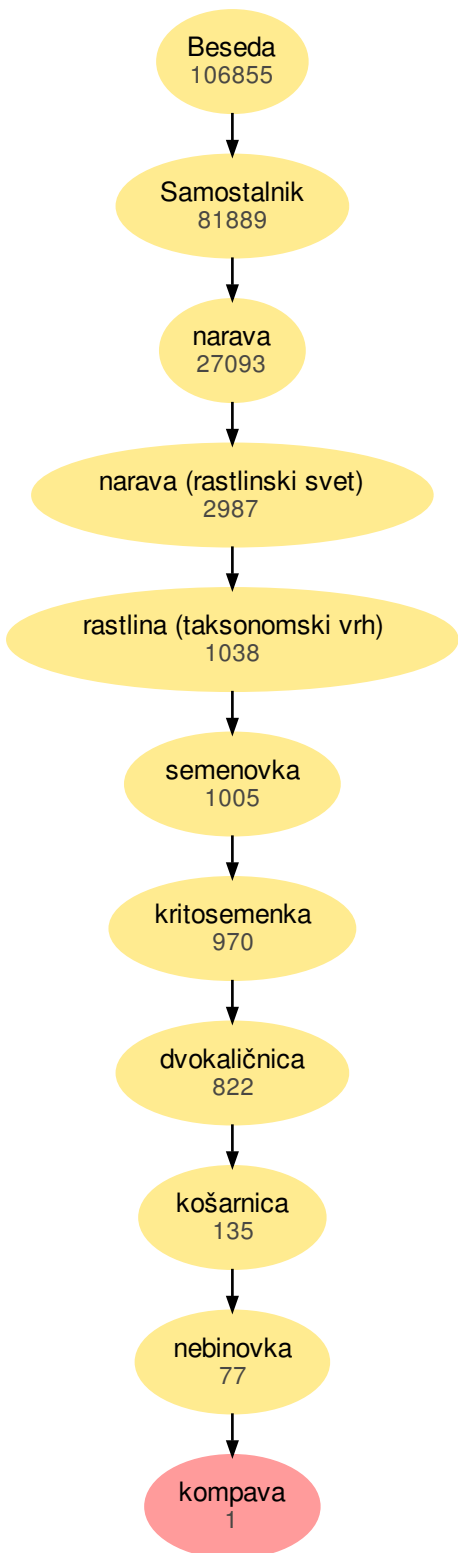 Beseda
106855
Samostalnik
81889
narava
27093
narava (rastlinski svet)
2987
rastlina (taksonomski vrh)
1038
semenovka
1005
kritosemenka
970
dvokaličnica
822
košarnica
135
nebinovka
77
kompava
1